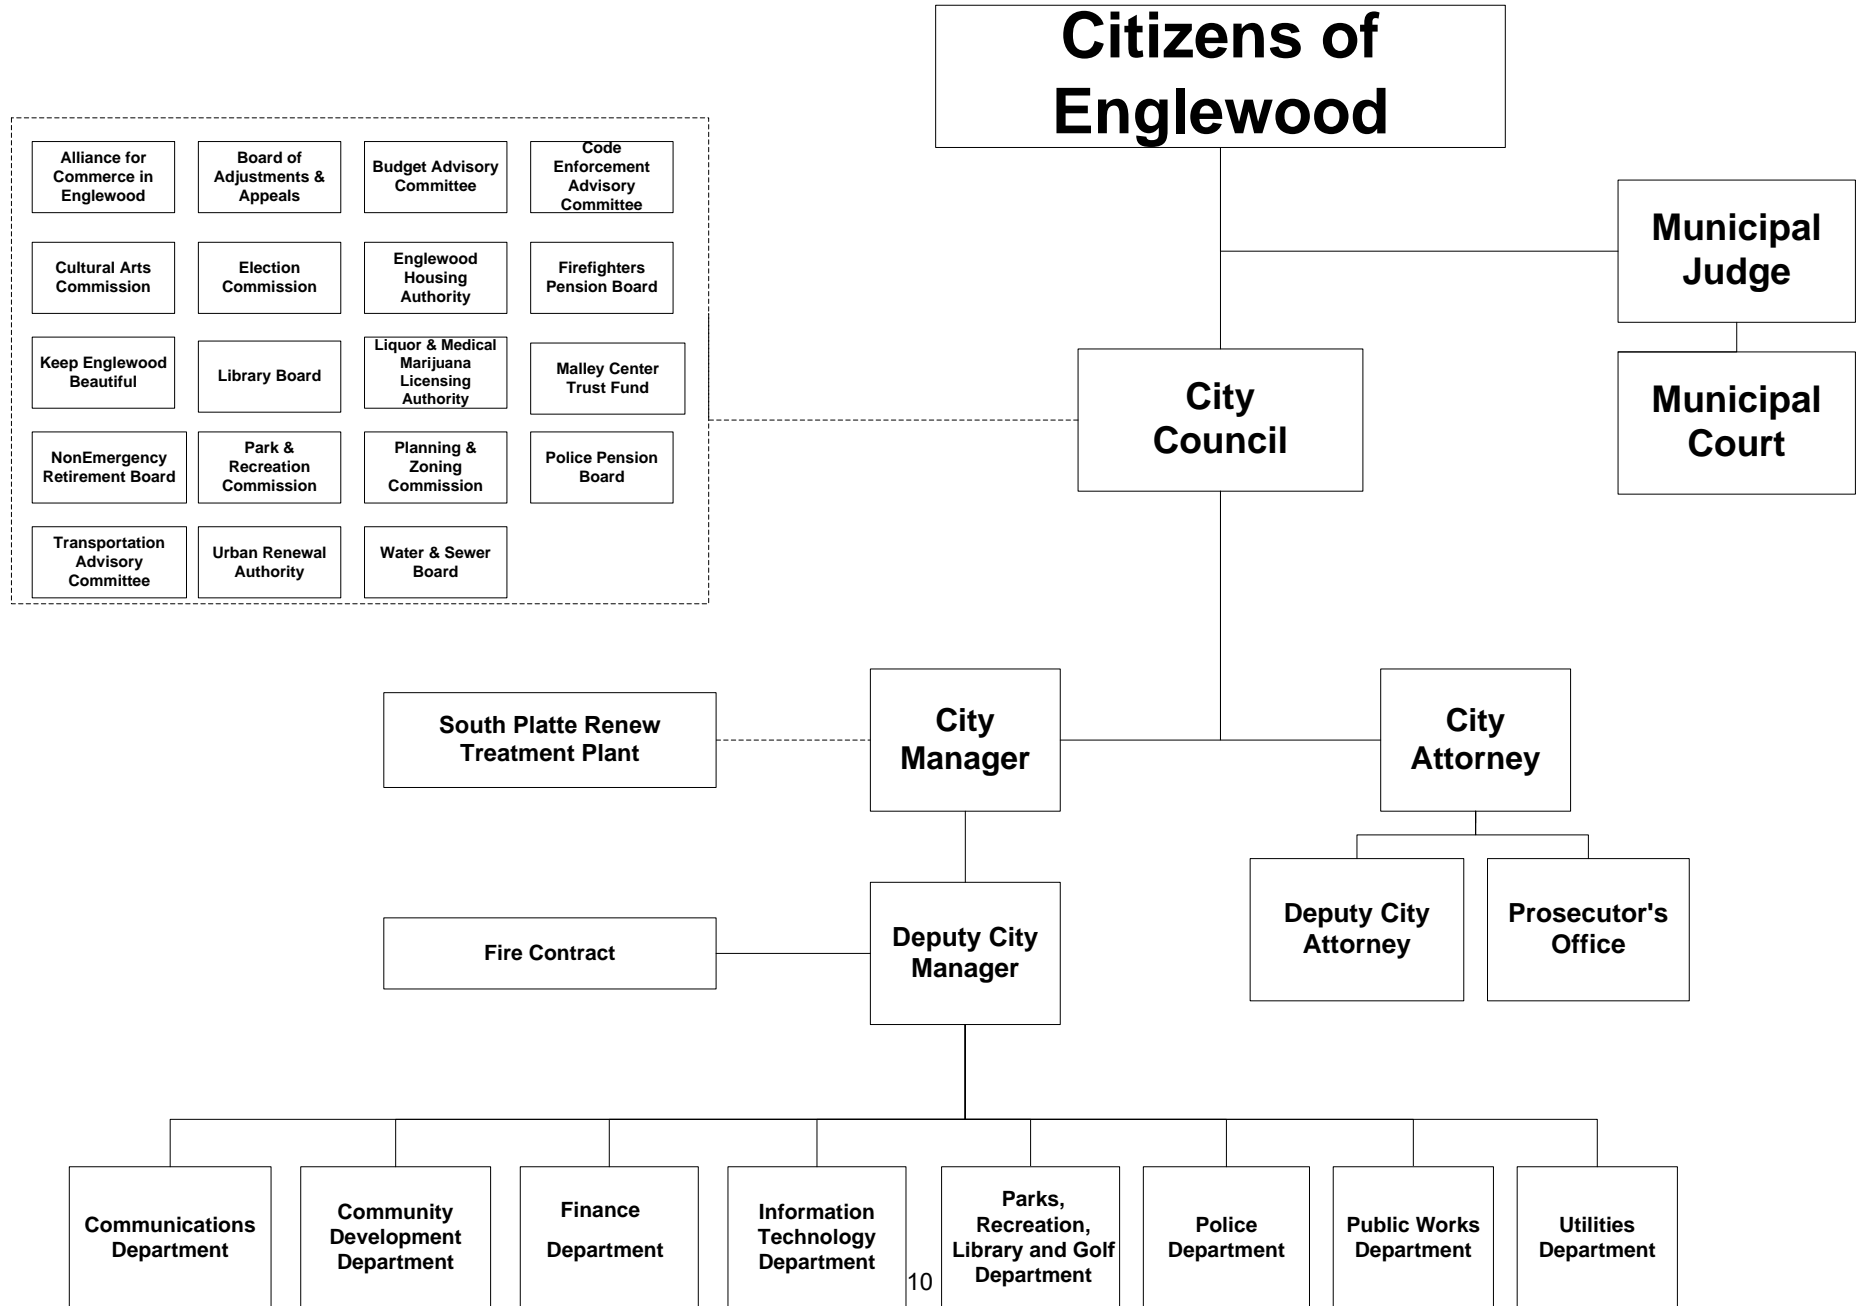 Citizens of
Englewood
Alliance for
Commerce in
Englewood
Board of
Adjustments &
Appeals
Budget Advisory
Committee
Code
Enforcement
Advisory
Committee
Municipal
Judge
Cultural Arts
Commission
Election
Commission
Englewood
Housing
Authority
Firefighters
Pension Board
Keep Englewood
Beautiful
Library Board
Liquor & Medical
Marijuana
Licensing
Authority
Malley Center
Trust Fund
City
Council
Municipal
Court
NonEmergency
Retirement Board
Park &
Recreation
Commission
Planning &
Zoning
Commission
Police Pension
Board
Transportation
Advisory
Committee
Urban Renewal
Authority
Water & Sewer
Board
South Platte Renew
Treatment Plant
City
Manager
City
Attorney
Fire Contract
Deputy City
Manager
Deputy City
Attorney
Prosecutor's
Office
Communications
Department
Community
Development
Department
Finance
Department
Information
Technology
Department
Parks,
Recreation,
Library and Golf
Department
Police
Department
Public Works
Department
Utilities
Department
10